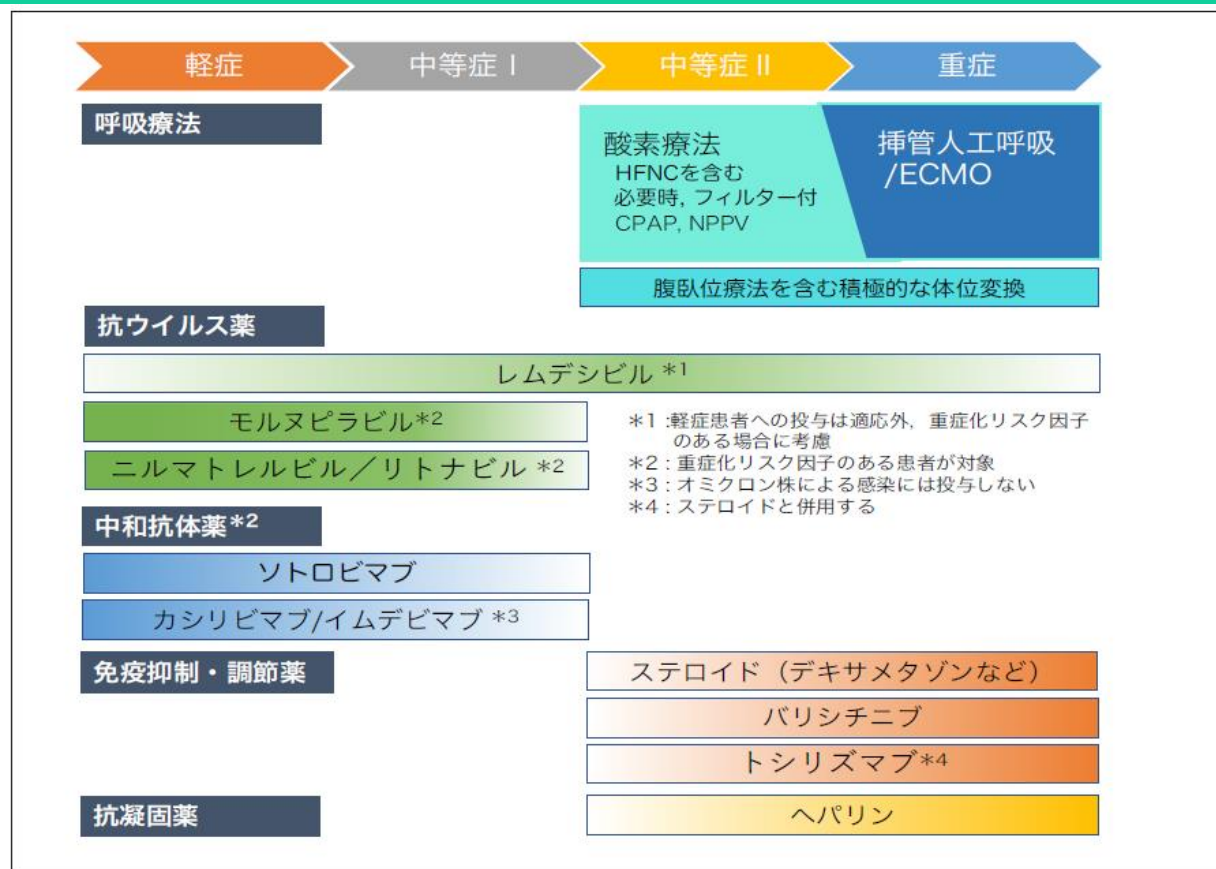 軽症
中等症Ⅰ
中等症Ⅱ
重症
呼吸療法
酸素療法
HFNCを含む
必要時, フィルター付
CPAP, NPPV
挿管人工呼吸
/ECMO
腹臥位療法を含む積極的な体位変換
抗ウイルス薬
レムデシビル *1
モルヌピラビル*2
ニルマトレルビル／リトナビル *2
*1 :軽症患者への投与は適応外，重症化リスク因子
のある場合に考慮
*2 : 重症化リスク因子のある患者が対象
*3 : オミクロン株による感染には投与しない
*4 : ステロイドと併用する
中和抗体薬*2
ソトロビマブ
カシリビマブ/イムデビマブ *3
免疫抑制・調節薬
ステロイド（デキサメタゾンなど）
バリシチニブ
トシリズマブ*4
抗凝固薬
ヘパリン